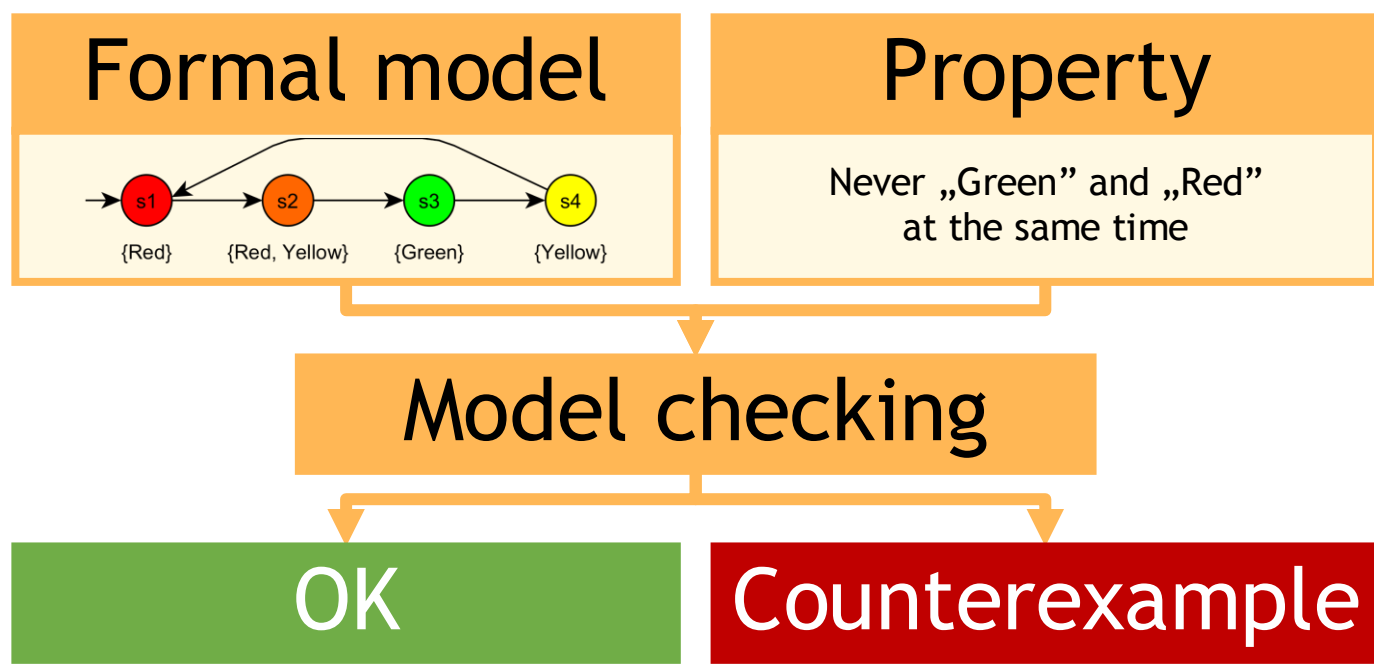 Formal model
Property
s1 s2 s3 s4
{Red} {Red, Yellow} {Green} {Yellow}
Never „Green” and „Red”
at the same time
Model checking
OK
Counterexample